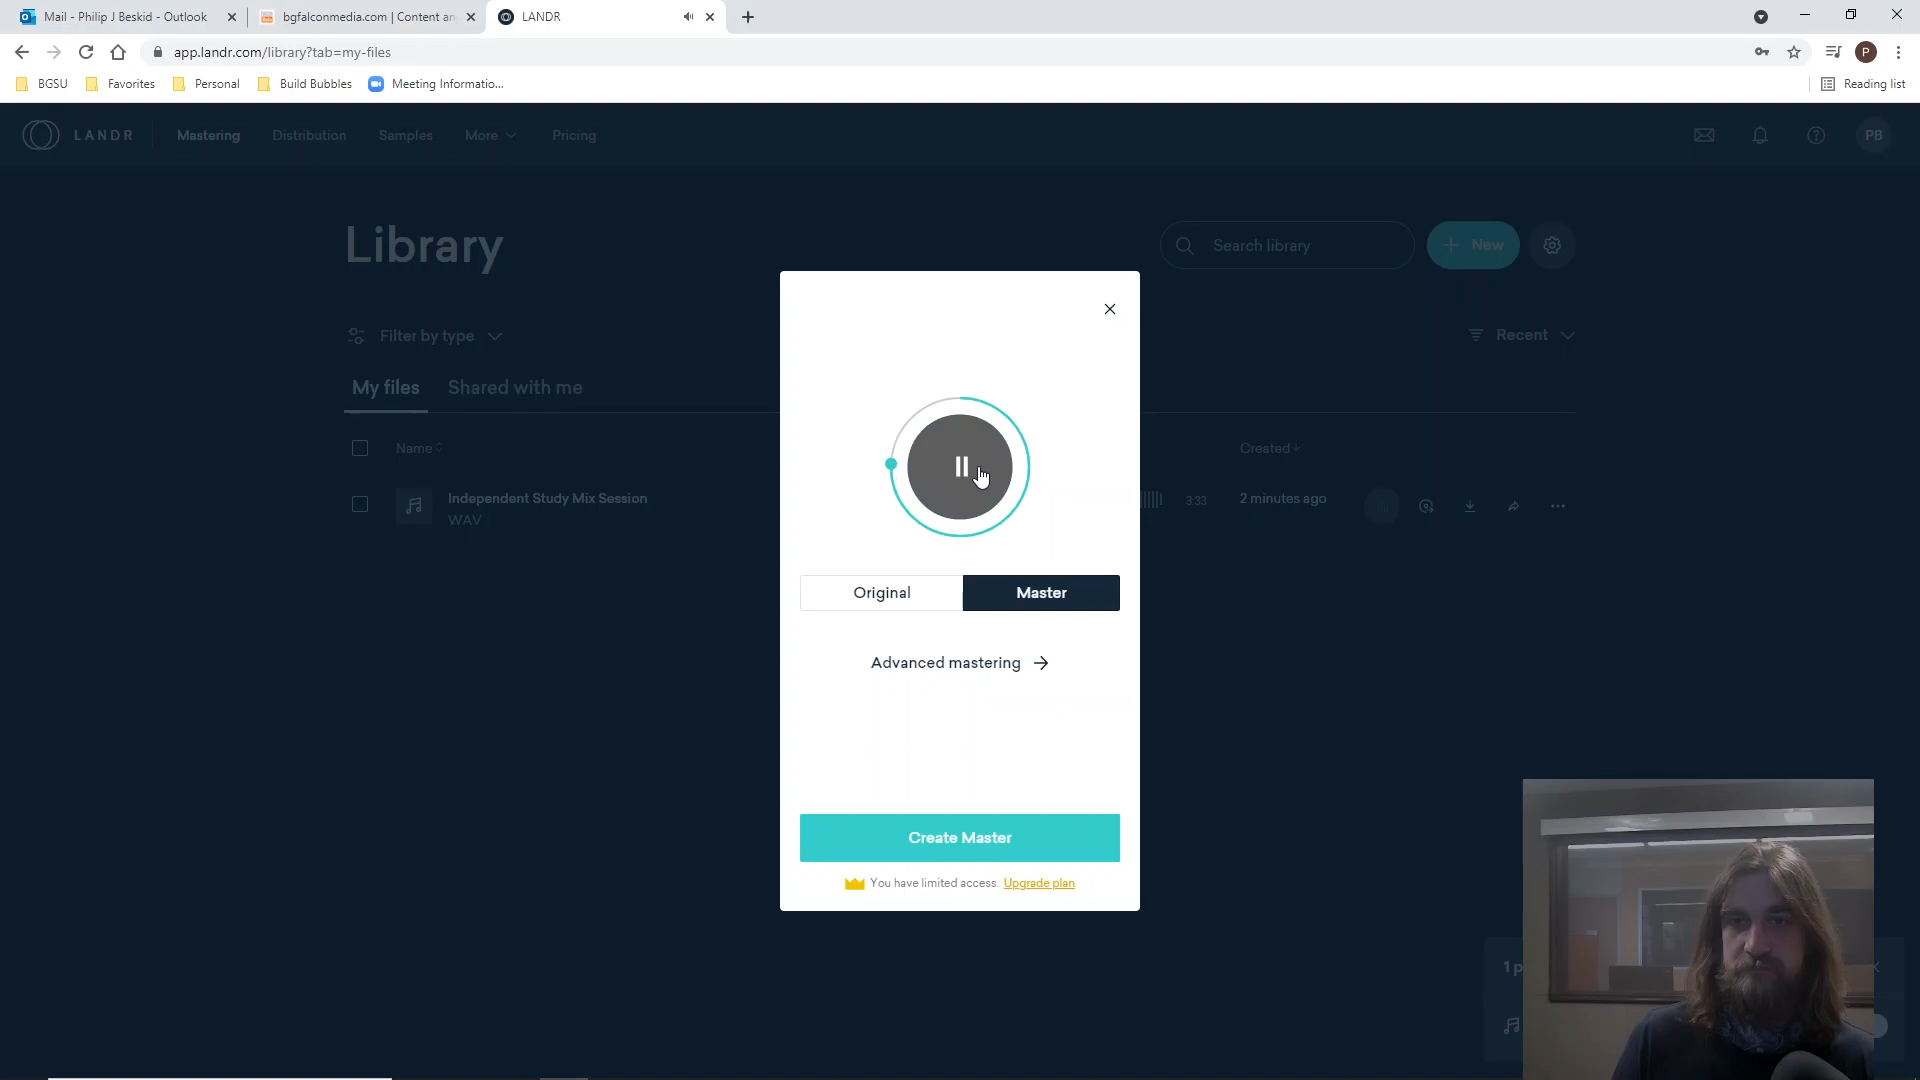 Mail - Philip J Beskid - Outlook
bgfalconmedia.com | Content an
LANDR
app.landr.com/library?tab=my-files
P
BGSU
Favorites
Personal
Build Bubbles
Meeting Informatio...
Reading list
LANDR
Mastering
Distribution
Samples
More
Pricing
PB
Library
Search library
+ New
Filter by type
Recent
My files
Shared with me
Name
Created
Independent Study Mix Session
WAV
3:33
2 minutes ago
Original
Master
Advanced mastering →
Create Master
You have limited access. Upgrade plan